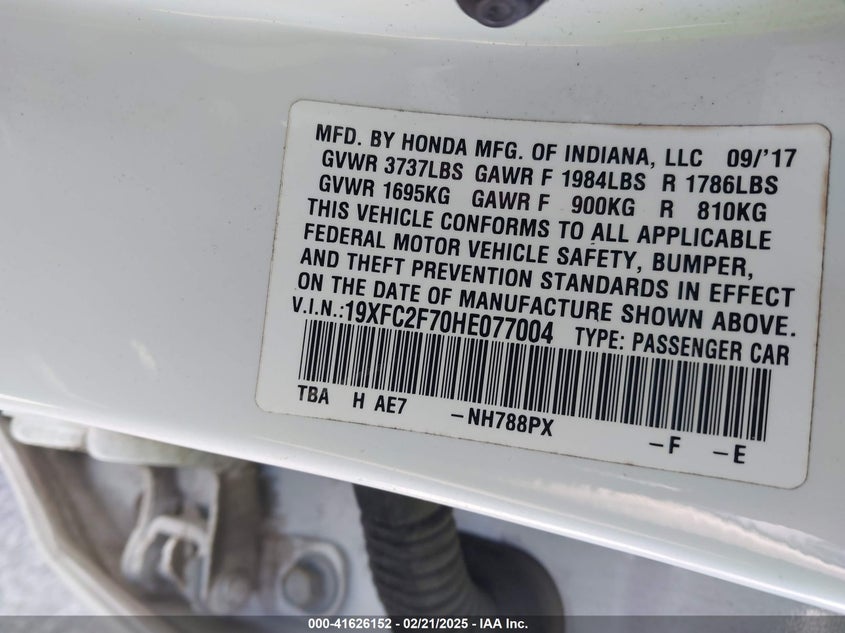 MFD. BY HONDA MFG. OF INDIANA, LLC 09/'17
GVWR 3737LBS GAWR F 1984LBS R 1786LBS
GVWR 1695KG GAWR F 900KG R 810KG
THIS VEHICLE CONFORMS TO ALL APPLICABLE
FEDERAL MOTOR VEHICLE SAFETY, BUMPER,
AND THEFT PREVENTION STANDARDS IN EFFECT
ON THE DATE OF MANUFACTURE SHOWN ABOVE.
V.I.N.:19XFC2F70HE077004 TYPE: PASSENGER CAR
TBA H AE7 -NH788PX -F -E
000-41626152 - 02/21/2025 - IAA Inc.